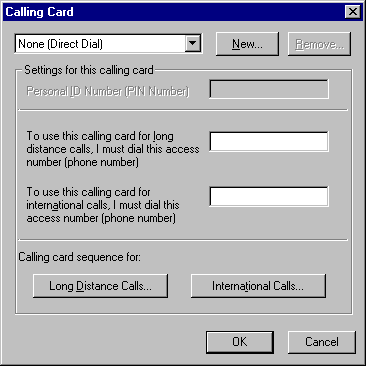 Calling Card
None (Direct Dial)
New...
Remove...
Settings for this calling card
Personal ID Number (PIN Number)
To use this calling card for long
distance calls, I must dial this access
number (phone number)
To use this calling card for
international calls, I must dial this
access number (phone number)
Calling card sequence for:
Long Distance Calls...
International Calls...
OK
Cancel